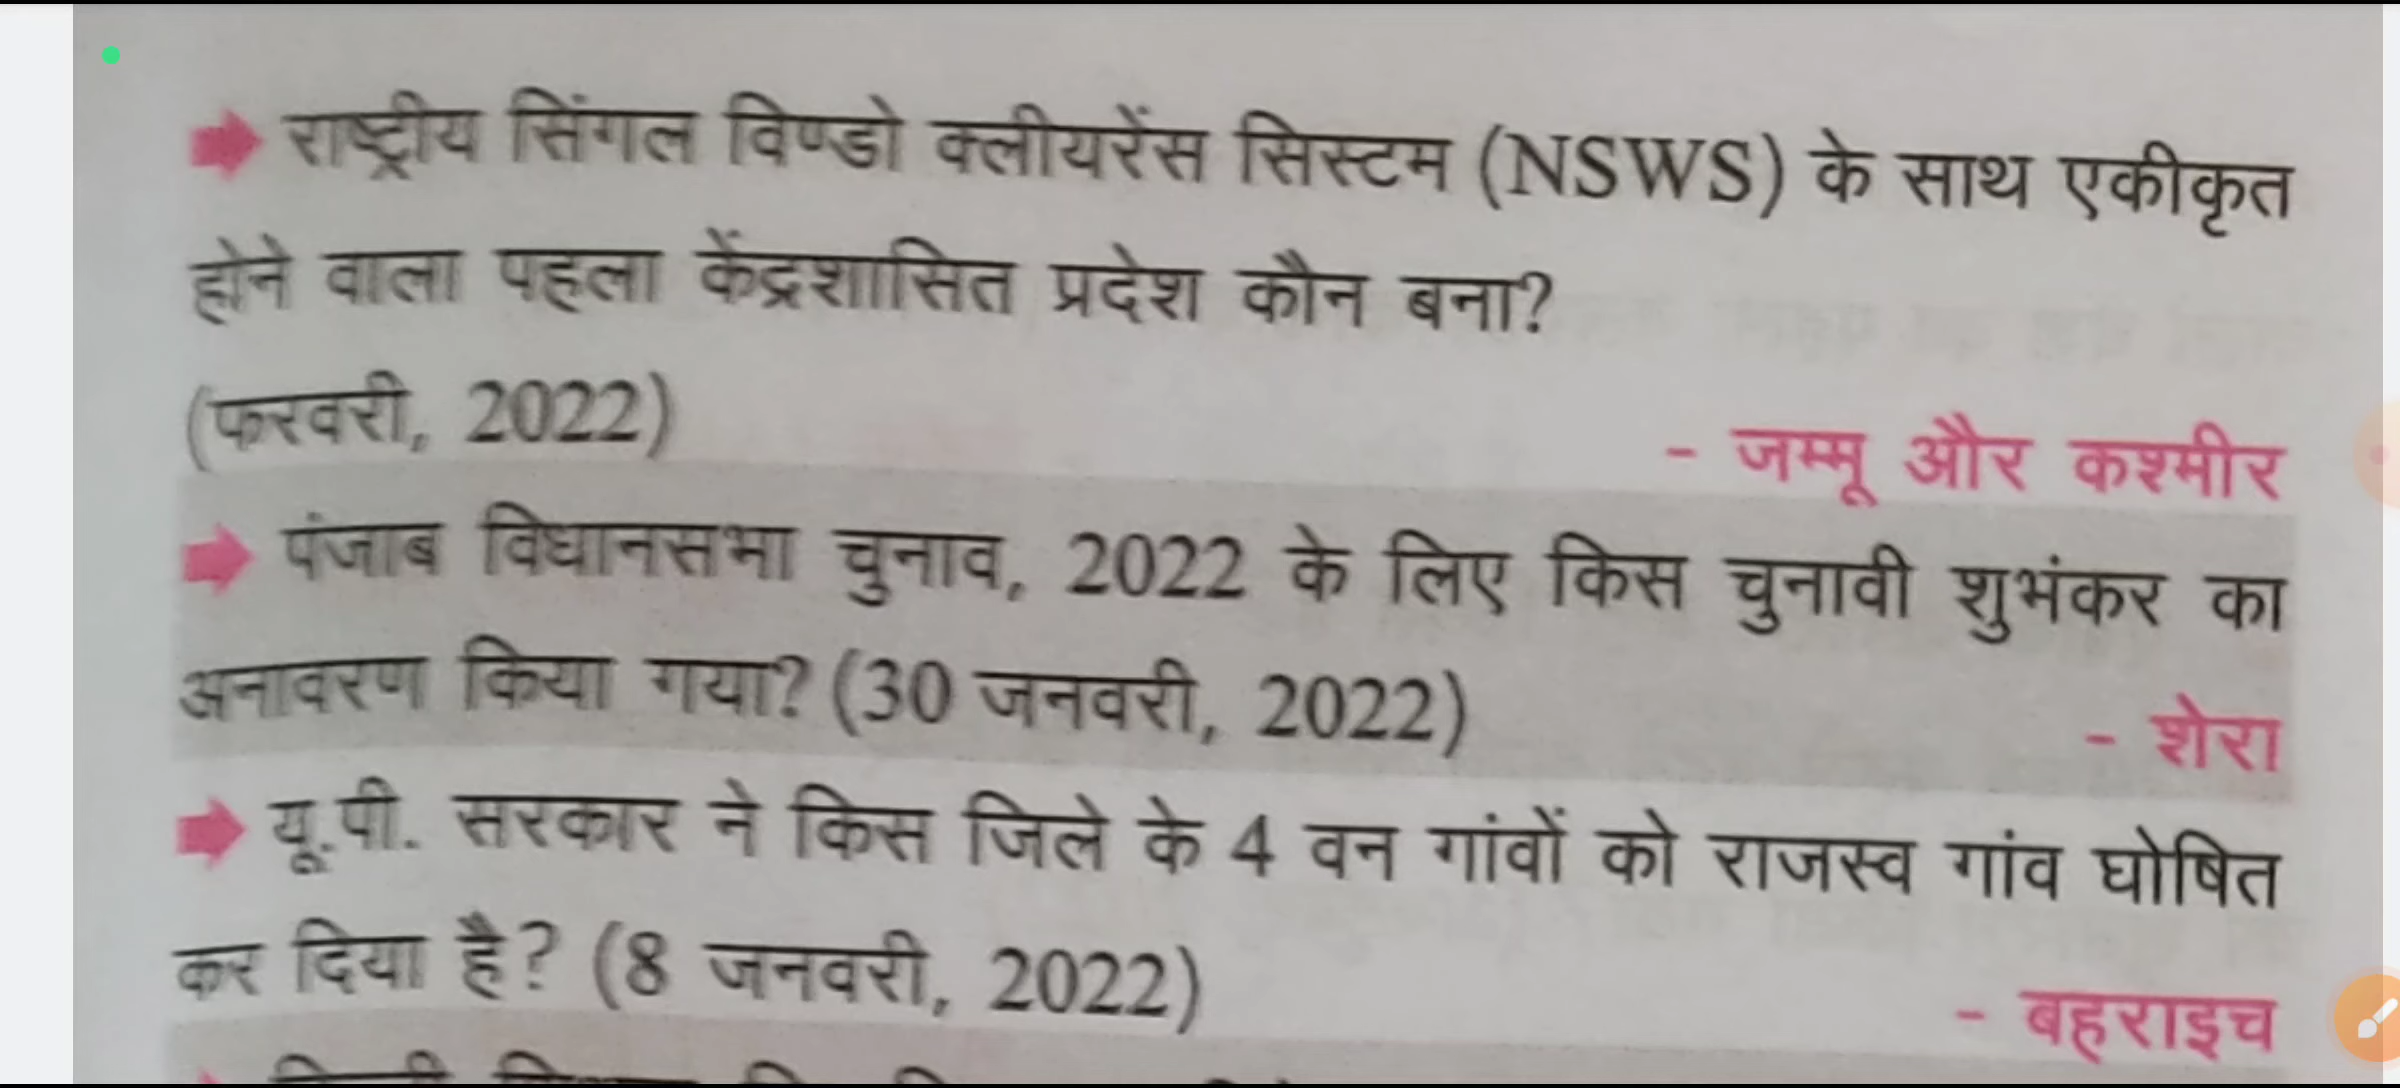 राष्ट्रीय सिंगल विण्डो क्लीयरेंस सिस्टम (NSWS) के साथ एकीकृत
होने वाला पहला केंद्रशासित प्रदेश कौन बना?
(फरवरी, 2022)
- जम्मू और कश्मीर
पंजाब विधानसभा चुनाव, 2022 के लिए किस चुनावी शुभंकर का
अनावरण किया गया? (30 जनवरी, 2022)
- शेरा
यू.पी. सरकार ने किस जिले के 4 वन गांवों को राजस्व गांव घोषित
कर दिया है? (8 जनवरी, 2022)
- बहराइच